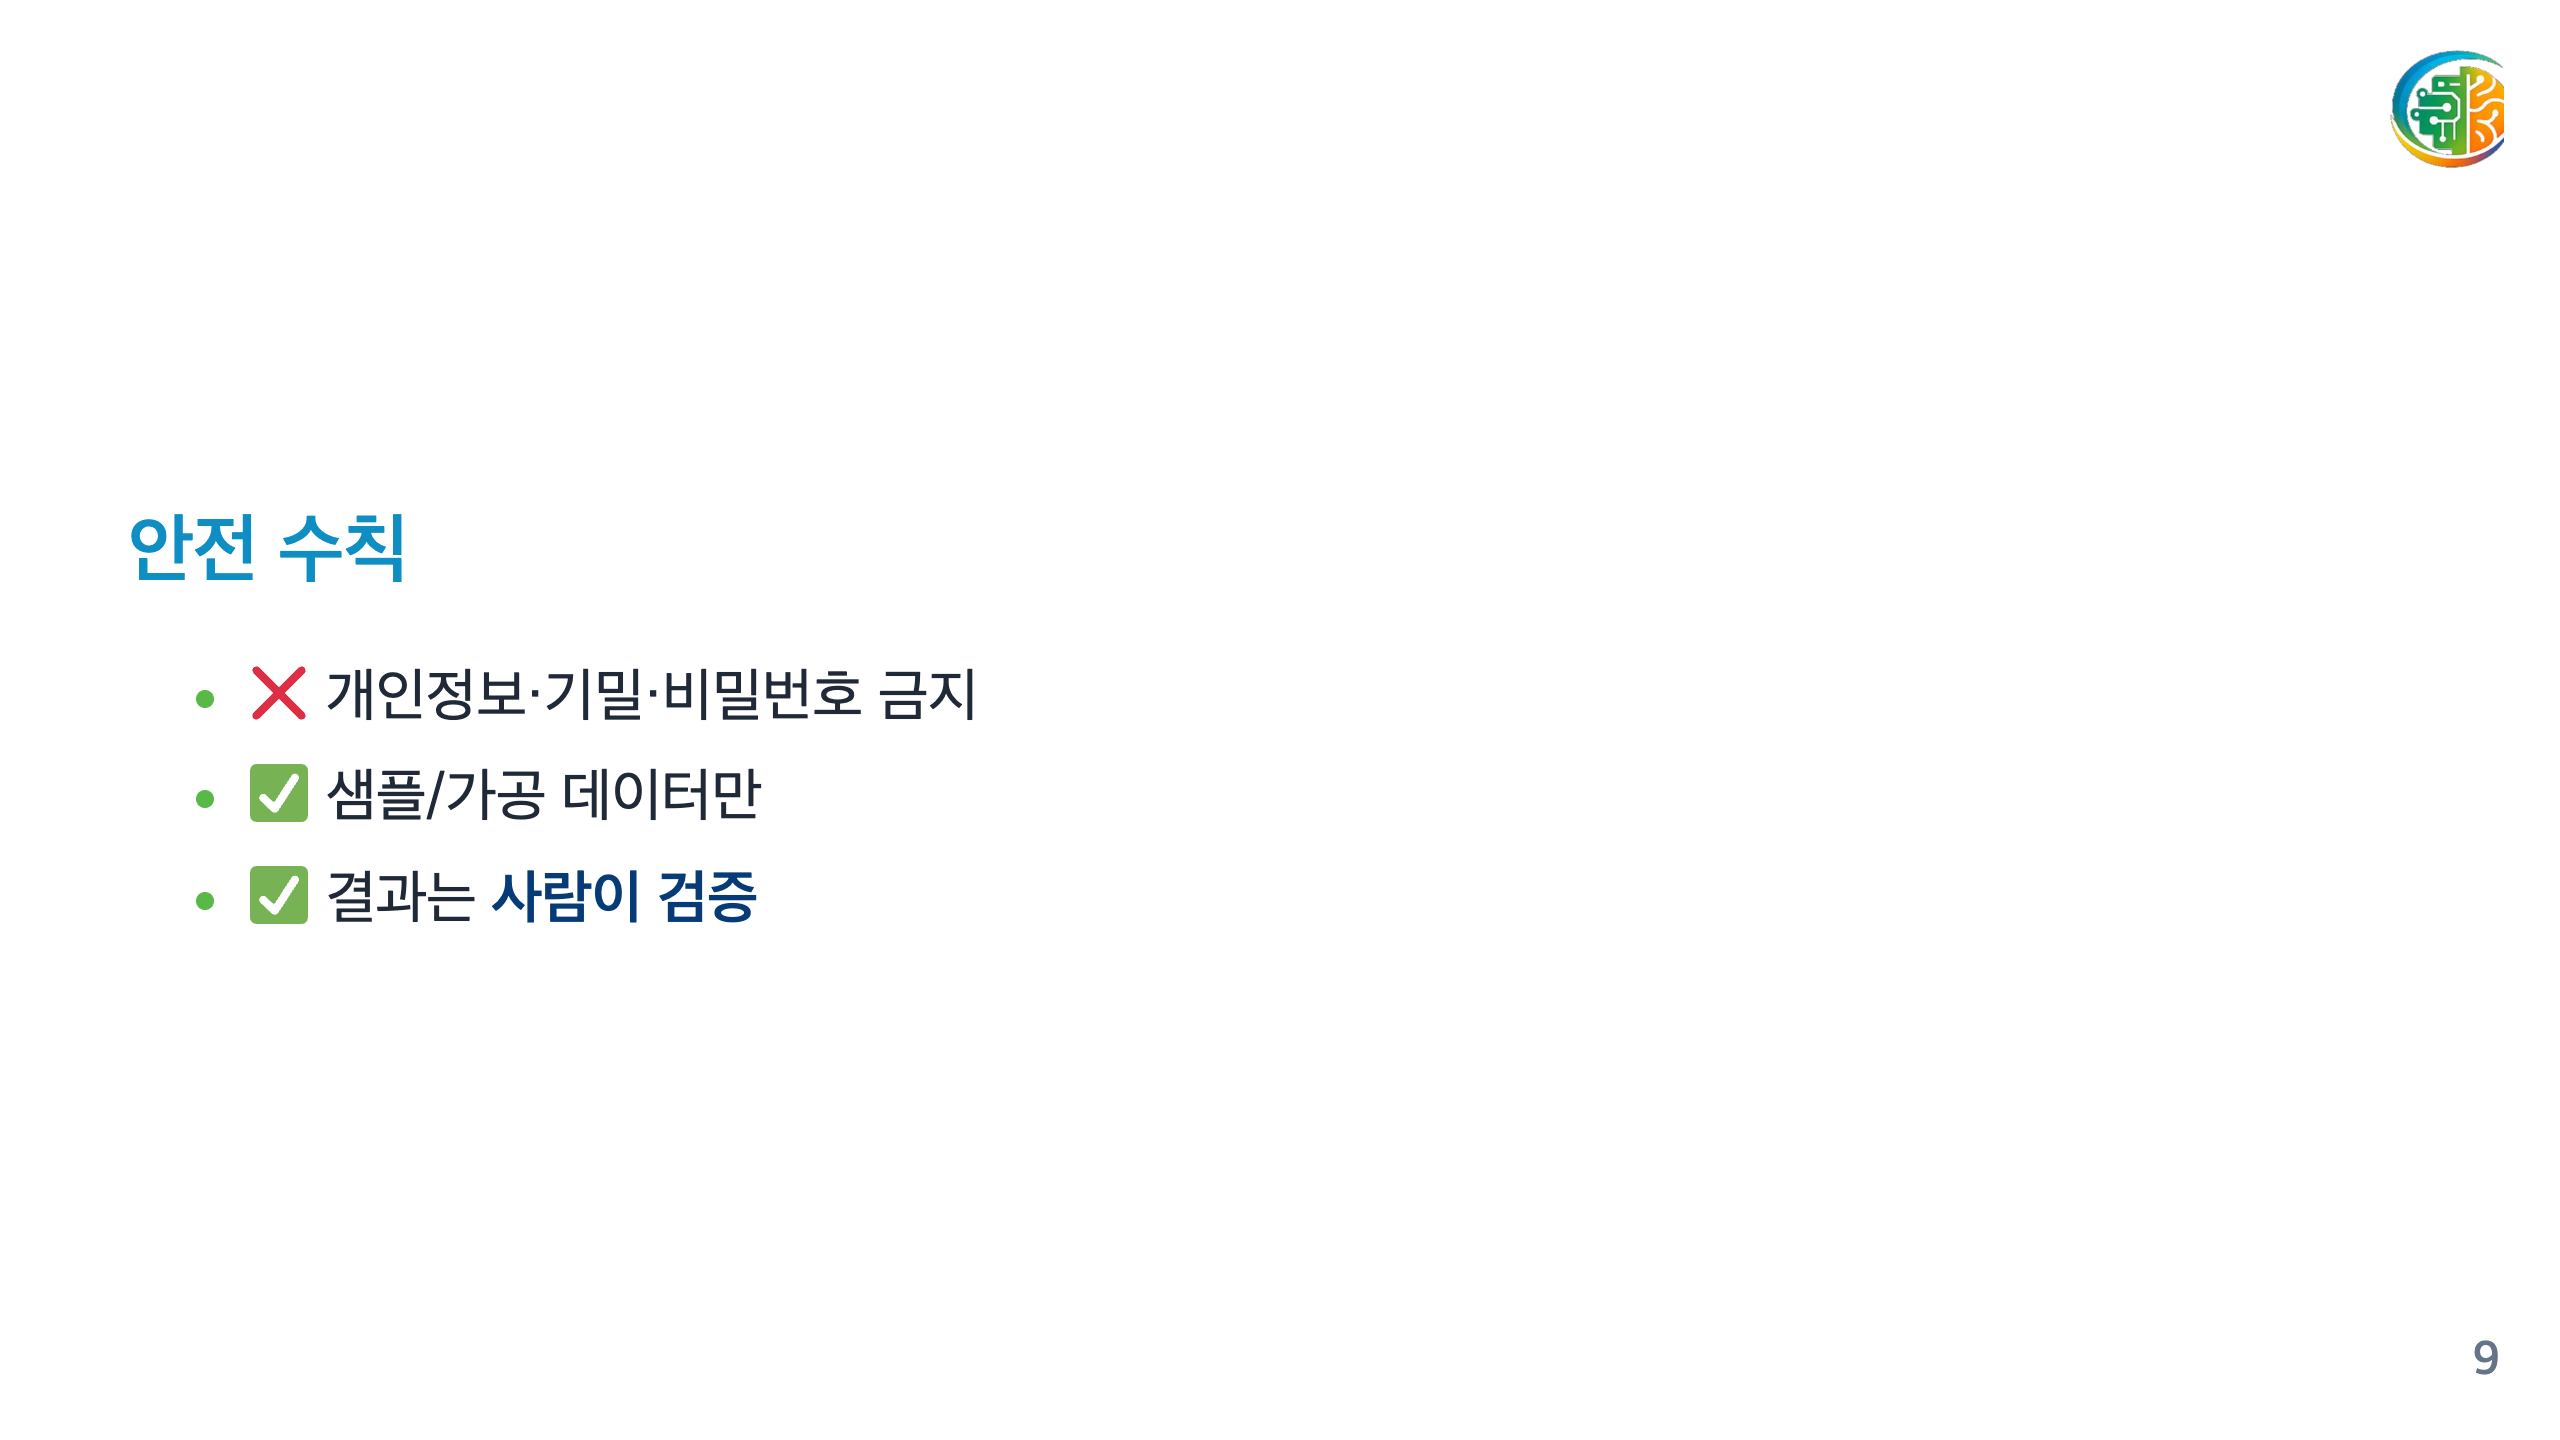 안전 수칙
• ❌ 개인정보·기밀·비밀번호 금지
• ✅ 샘플/가공 데이터만
• ✅ 결과는 사람이 검증
9